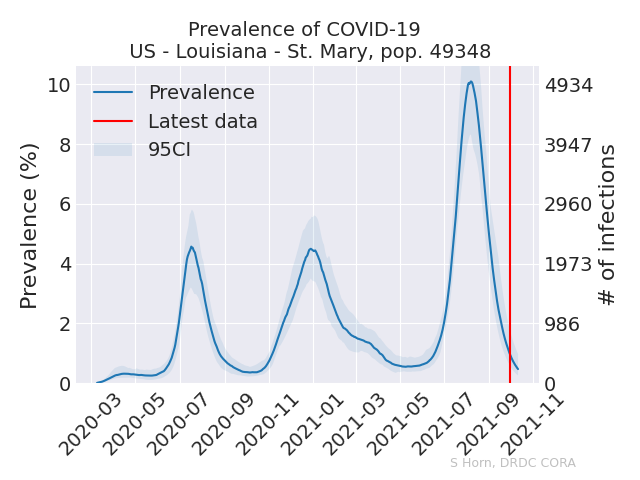 Prevalence of COVID-19
US - Louisiana - St. Mary, pop. 49348
Prevalence
Latest data
95CI
Prevalence (%)
10
8
6
4
2
0
4934
3947
2960
1973
986
0
# of infections
2020-03
2020-05
2020-07
2020-09
2020-11
2021-01
2021-03
2021-05
2021-07
2021-09
2021-11
S Horn, DRDC CORA